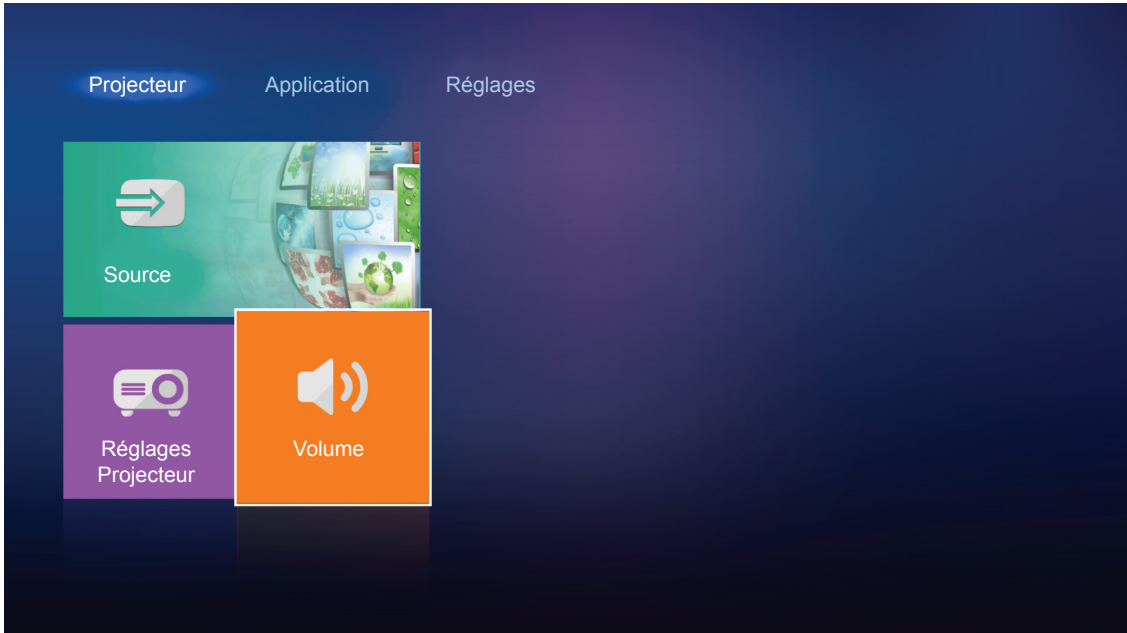 Projecteur
Application
Réglages
Source
Réglages
Projecteur
Volume